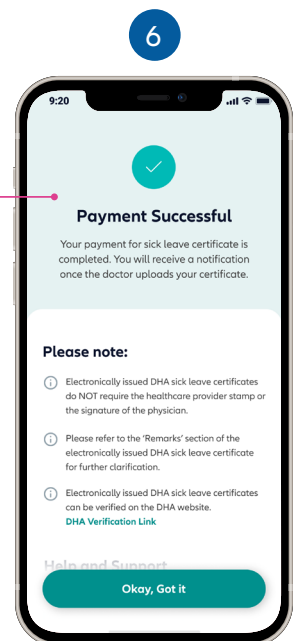 6
9:20
Payment Successful
Your payment for sick leave certificate is
completed. You will receive a notification
once the doctor uploads your certificate.
Please note:
Electronically issued DHA sick leave certificates
do NOT require the healthcare provider stamp or
the signature of the physician.
Please refer to the ‘Remarks’ section of the
electronically issued DHA sick leave certificate
for further clarification.
Electronically issued DHA sick leave certificates
can be verified on the DHA website.
DHA Verification Link
Help and Support
Okay, Got it